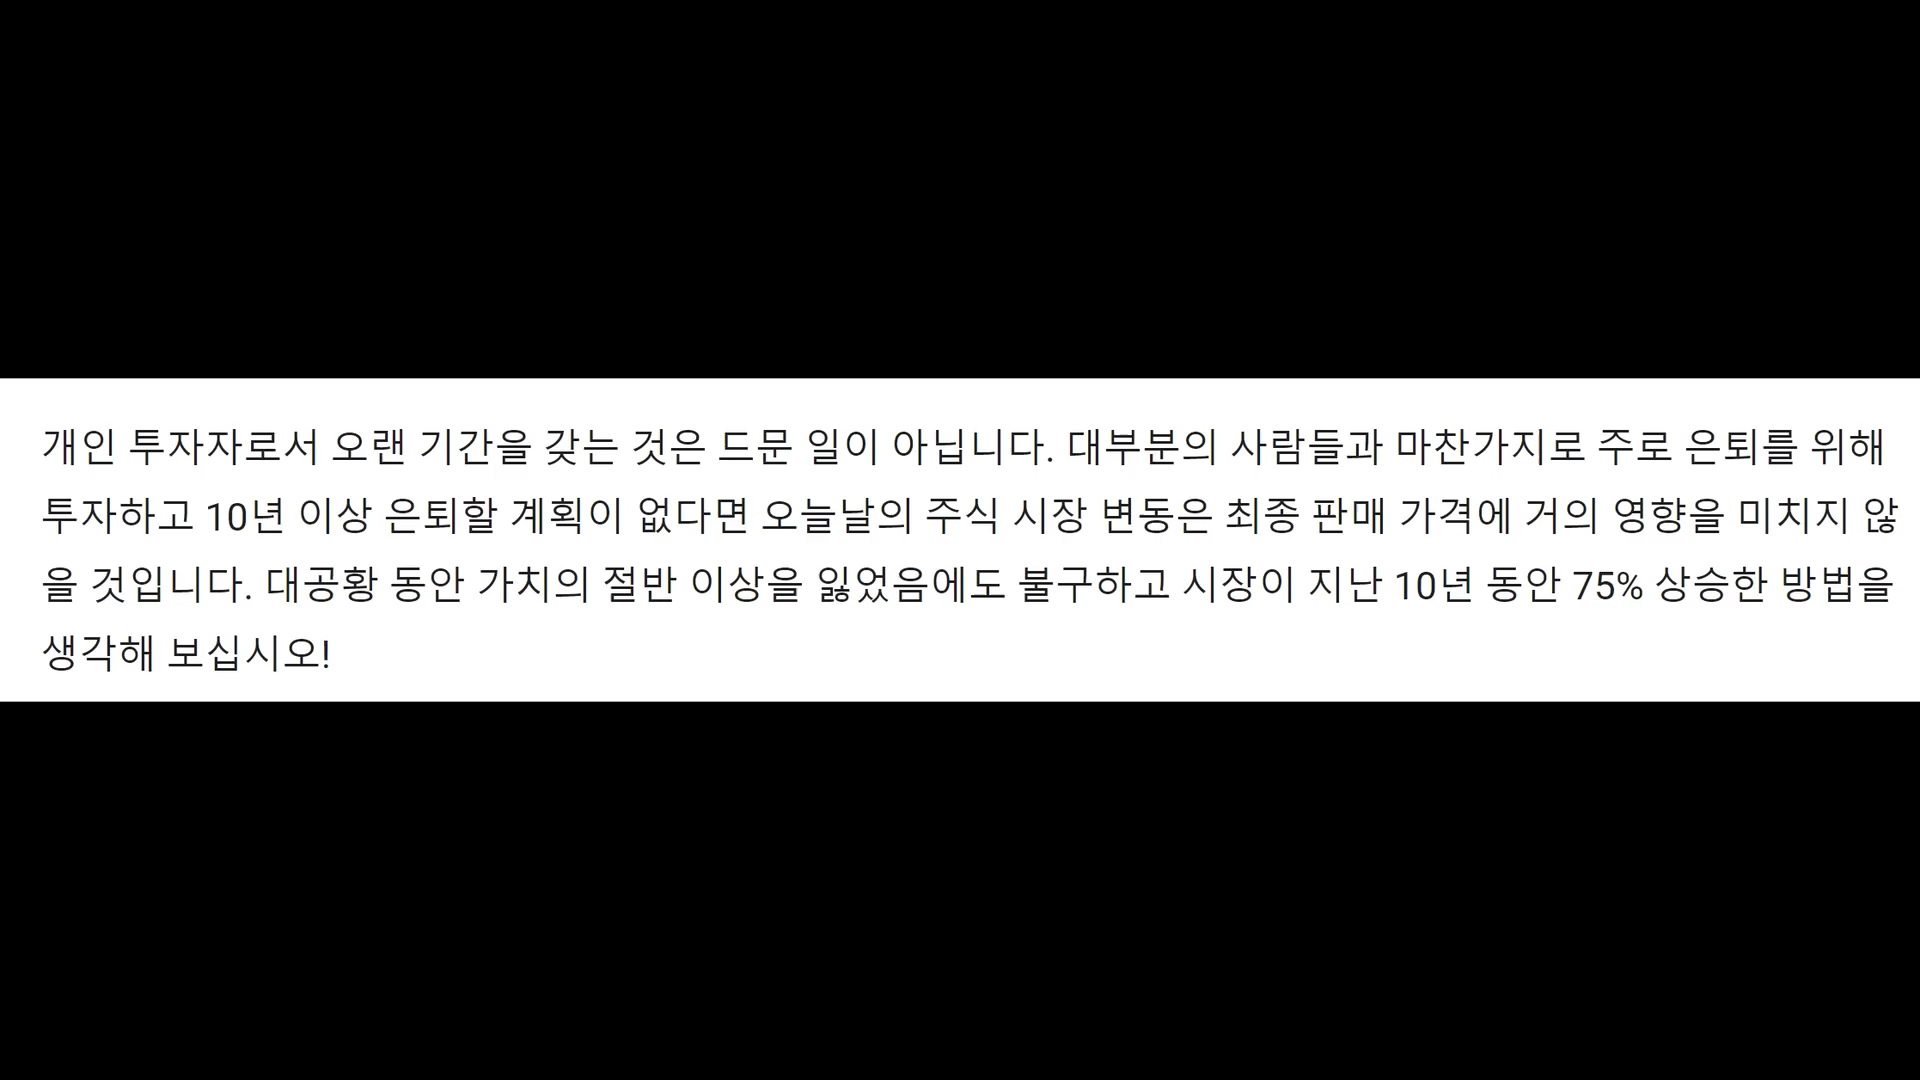 개인 투자자로서 오랜 기간을 갖는 것은 드문 일이 아닙니다. 대부분의 사람들과 마찬가지로 주로 은퇴를 위해
투자하고 10년 이상 은퇴할 계획이 없다면 오늘날의 주식 시장 변동은 최종 판매 가격에 거의 영향을 미치지 않
을 것입니다. 대공황 동안 가치의 절반 이상을 잃었음에도 불구하고 시장이 지난 10년 동안 75% 상승한 방법을
생각해 보십시오!